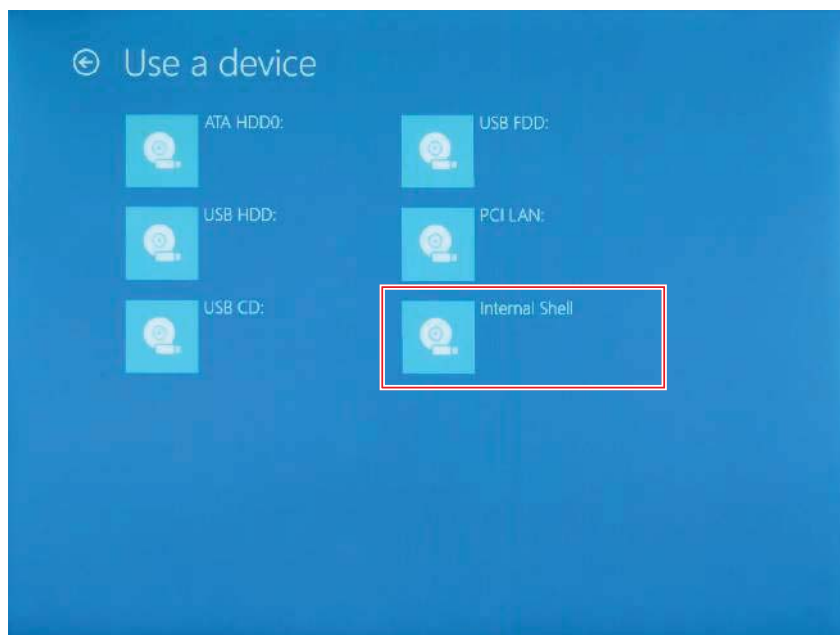 Use a device
ATA HDD0:
USB FDD:
USB HDD:
PCI LAN:
USB CD:
Internal Shell